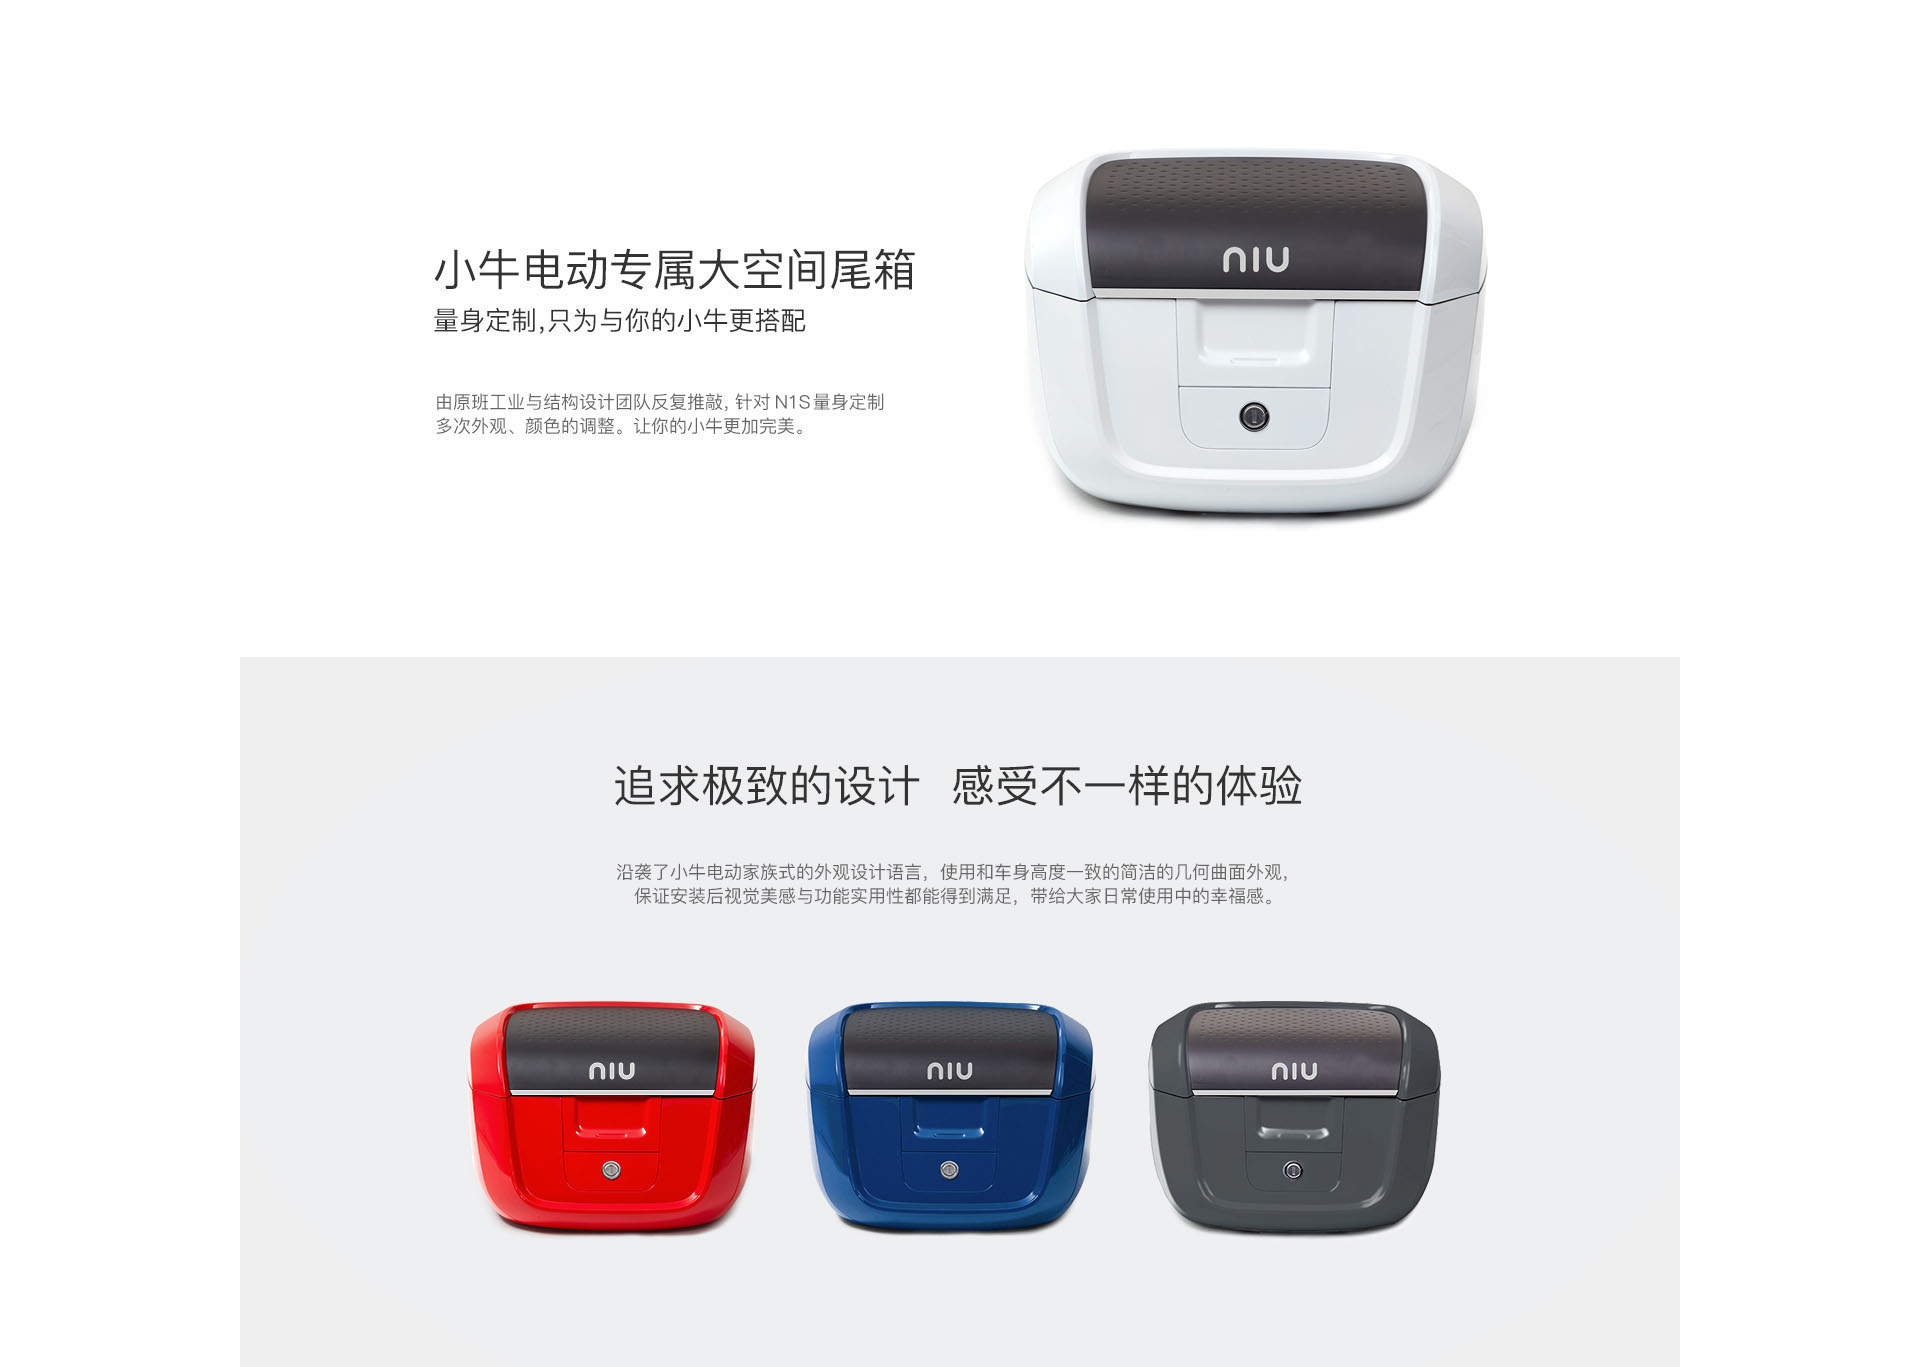 小牛电动专属大空间尾箱
量身定制,只为与你的小牛更搭配
由原班工业与结构设计团队反复推敲, 针对 N1S 量身定制
多次外观、颜色的调整。让你的小牛更加完美。
niu
追求极致的设计 感受不一样的体验
沿袭了小牛电动家族式的外观设计语言，使用和车身高度一致的简洁的几何曲面外观，
保证安装后视觉美感与功能实用性都能得到满足，带给大家日常使用中的幸福感。
niu
niu
niu